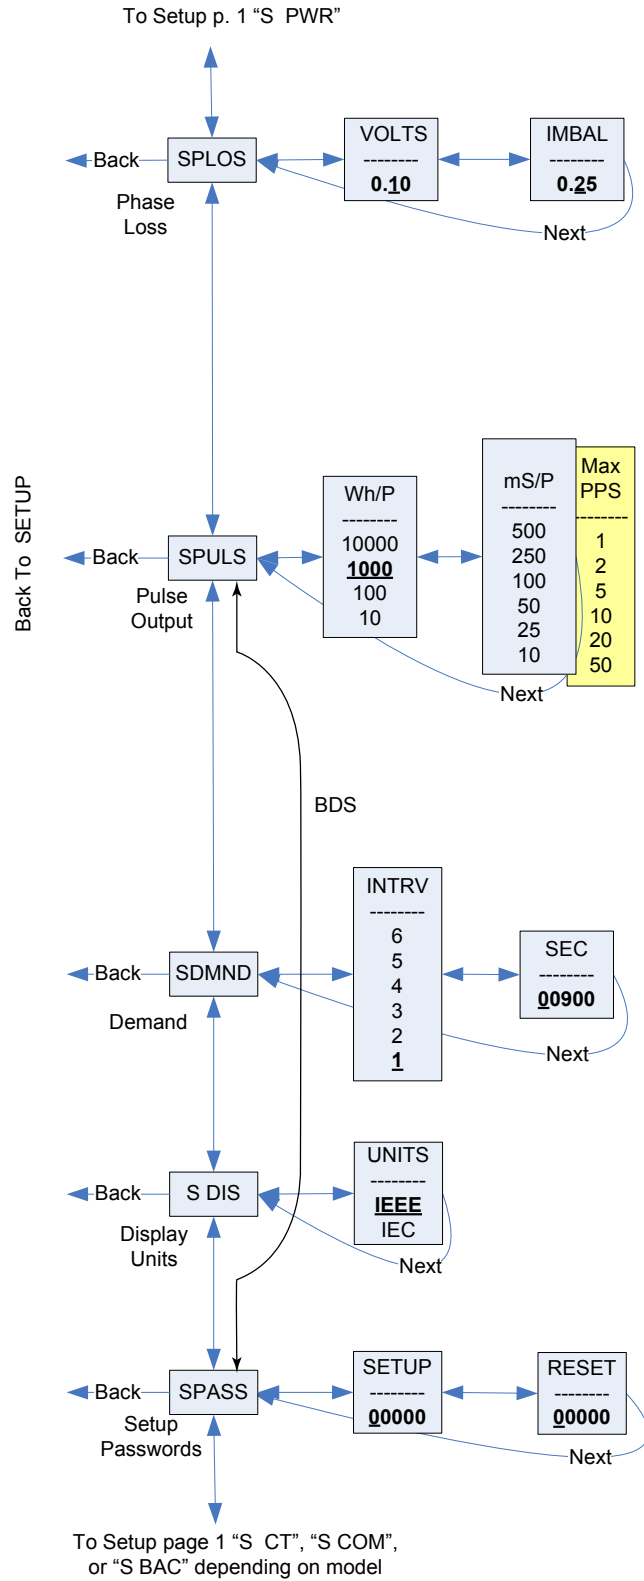 To Setup p. 1 “S  PWR”
Back
SPLOS
Phase
Loss
VOLTS
--------
0.10
IMBAL
--------
0.25
Next
Back To  SETUP
Back
SPULS
Pulse
Output
Wh/P
--------
10000
1000
100
10
mS/P
--------
500
250
100
50
25
10
Max
PPS
--------
1
2
5
10
20
50
Next
BDS
Back
SDMND
Demand
INTRV
--------
6
5
4
3
2
1
SEC
--------
00900
Next
Back
S DIS
Display
Units
UNITS
--------
IEEE
IEC
Next
Back
SPASS
Setup
Passwords
SETUP
--------
00000
RESET
--------
00000
Next
To Setup page 1 “S  CT”, “S COM”,
or “S BAC” depending on model